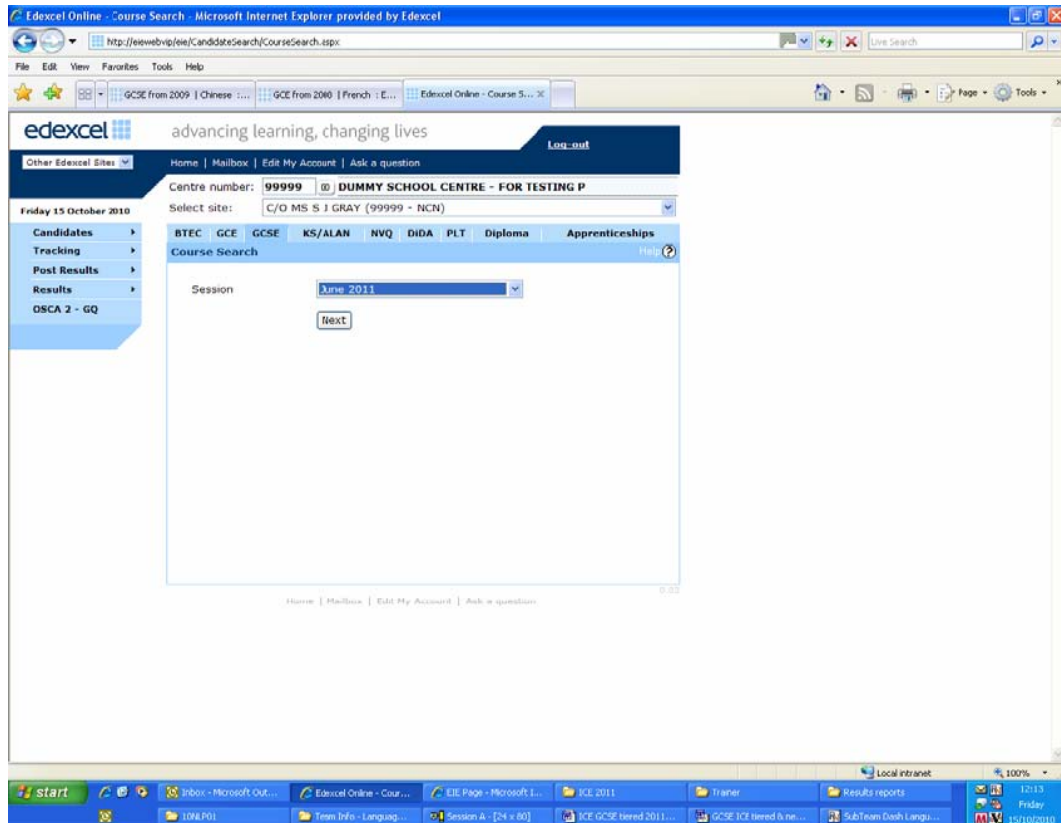 Edexcel Online - Course Search - Microsoft Internet Explorer provided by Edexcel
http://eiewebvip/eie/CandidateSearch/CourseSearch.aspx
Live Search
File Edit View Favorites Tools Help
GCSE from 2009 | Chinese :...
GCE from 2008 | French : E...
Edexcel Online - Course S...
Page
Tools
edexcel
advancing learning, changing lives
Log-out
Other Edexcel Sites
Home | Mailbox | Edit My Account | Ask a question
Centre number: 99999 DUMMY SCHOOL CENTRE - FOR TESTING P
Friday 15 October 2010
Select site: C/O MS S J GRAY (99999 - NCN)
Candidates
Tracking
Post Results
Results
OSCA 2 - GQ
BTEC GCE GCSE KS/ALAN NVQ DiDA PLT Diploma Apprenticeships
Course Search
Help ?
Session June 2011
Next
0.02
Home | Mailbox | Edit My Account | Ask a question
Local intranet
100%
start
Inbox - Microsoft Out...
Edexcel Online - Cour...
EIE Page - Microsoft I...
ICE 2011
Trainer
Results reports
12:13
Friday
15/10/2010
10NLP01
Team Info - Languag...
Session A - [24 x 80]
ICE GCSE tiered 2011...
GCSE ICE tiered & ne...
SubTeam Dash Langu...